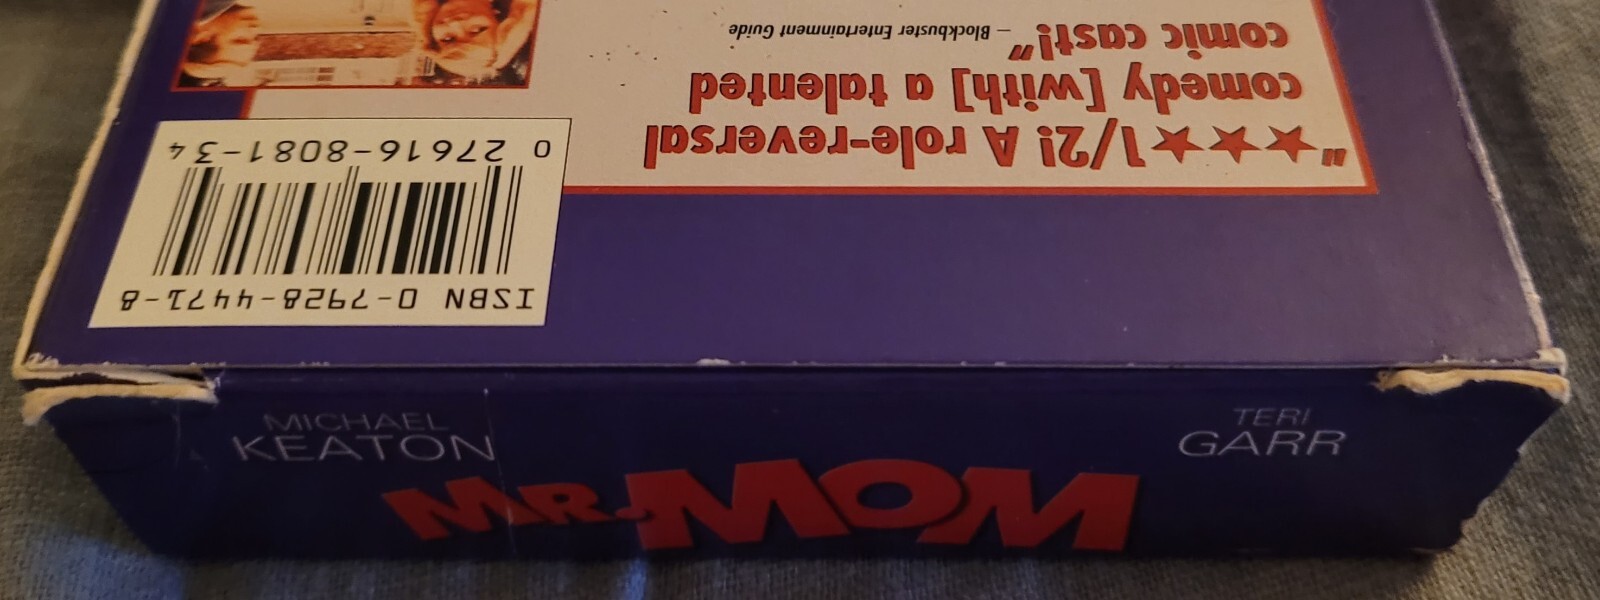 "★★★1/2! A role-reversal
comedy [with] a talented
comic cast!"
– Blockbuster Entertainment Guide
0 27616-8081-3 4
ISBN 0-7928-4471-8
MICHAEL
KEATON
MR. MOM
TERI
GARR